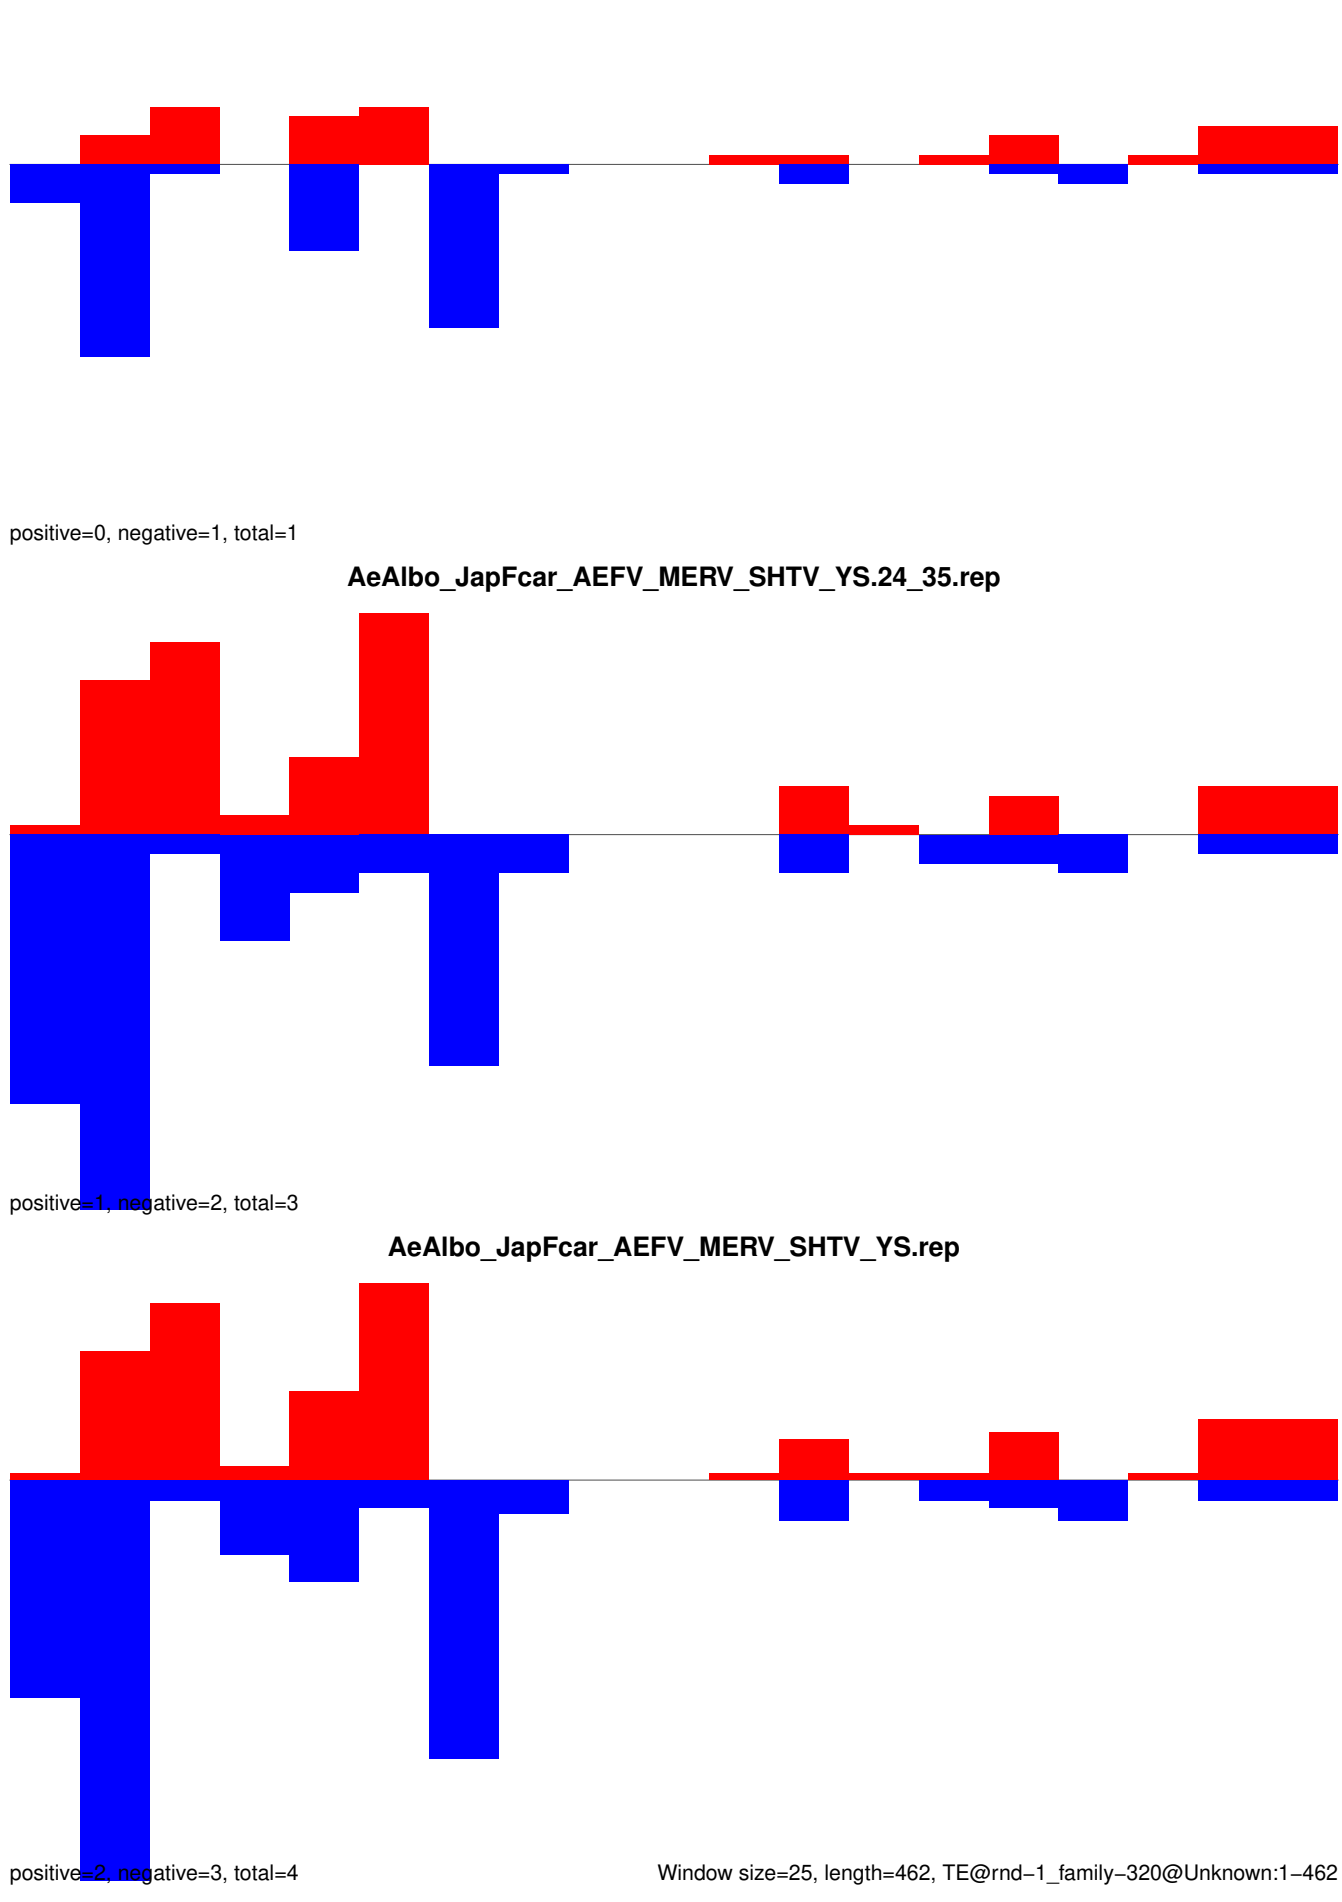 positive=0, negative=1, total=1
AeAlbo_JapFcar_AEFV_MERV_SHTV_YS.24_35.rep
positive=1, negative=2, total=3
AeAlbo_JapFcar_AEFV_MERV_SHTV_YS.rep
positive=2, negative=3, total=4
Window size=25, length=462, TE@rnd−1_family−320@Unknown:1−462